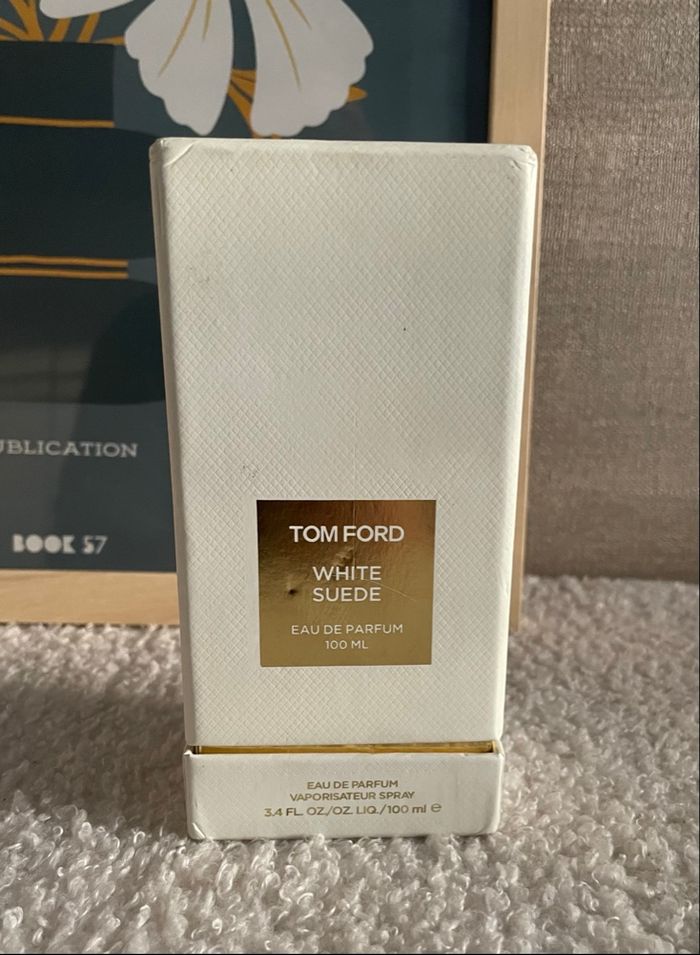 UBLICATION
BOOK 57
TOM FORD
WHITE
SUEDE
EAU DE PARFUM
100 ML
EAU DE PARFUM
VAPORISATEUR SPRAY
3.4 FL. OZ./OZ. LIQ./100 ml ℮